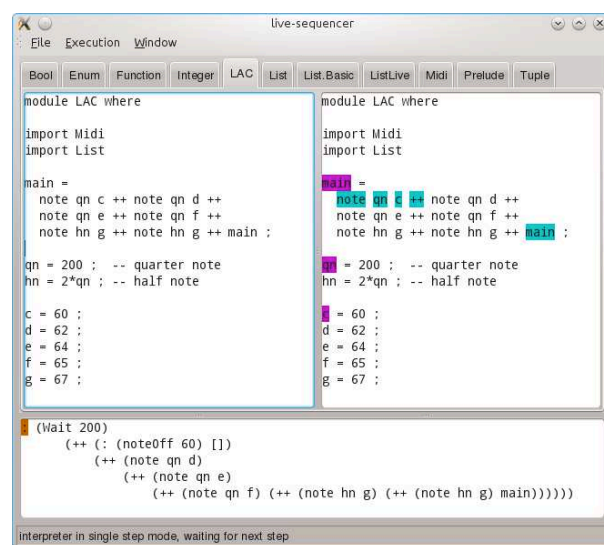 live-sequencer
File Execution Window
Bool Enum Function Integer LAC List List.Basic ListLive Midi Prelude Tuple
module LAC where
import Midi
import List
main =
note qn c ++ note qn d ++
note qn e ++ note qn f ++
note hn g ++ note hn g ++ main ;
qn = 200 ; -- quarter note
hn = 2*qn ; -- half note
c = 60 ;
d = 62 ;
e = 64 ;
f = 65 ;
g = 67 ;
module LAC where
import Midi
import List
main =
note qn c ++ note qn d ++
note qn e ++ note qn f ++
note hn g ++ note hn g ++ main ;
qn = 200 ; -- quarter note
hn = 2*qn ; -- half note
c = 60 ;
d = 62 ;
e = 64 ;
f = 65 ;
g = 67 ;
: (Wait 200)
(++ (: (noteOff 60) [])
(++ (note qn d)
(++ (note qn e)
(++ (note qn f) (++ (note hn g) (++ (note hn g) main))))))
interpreter in single step mode, waiting for next step